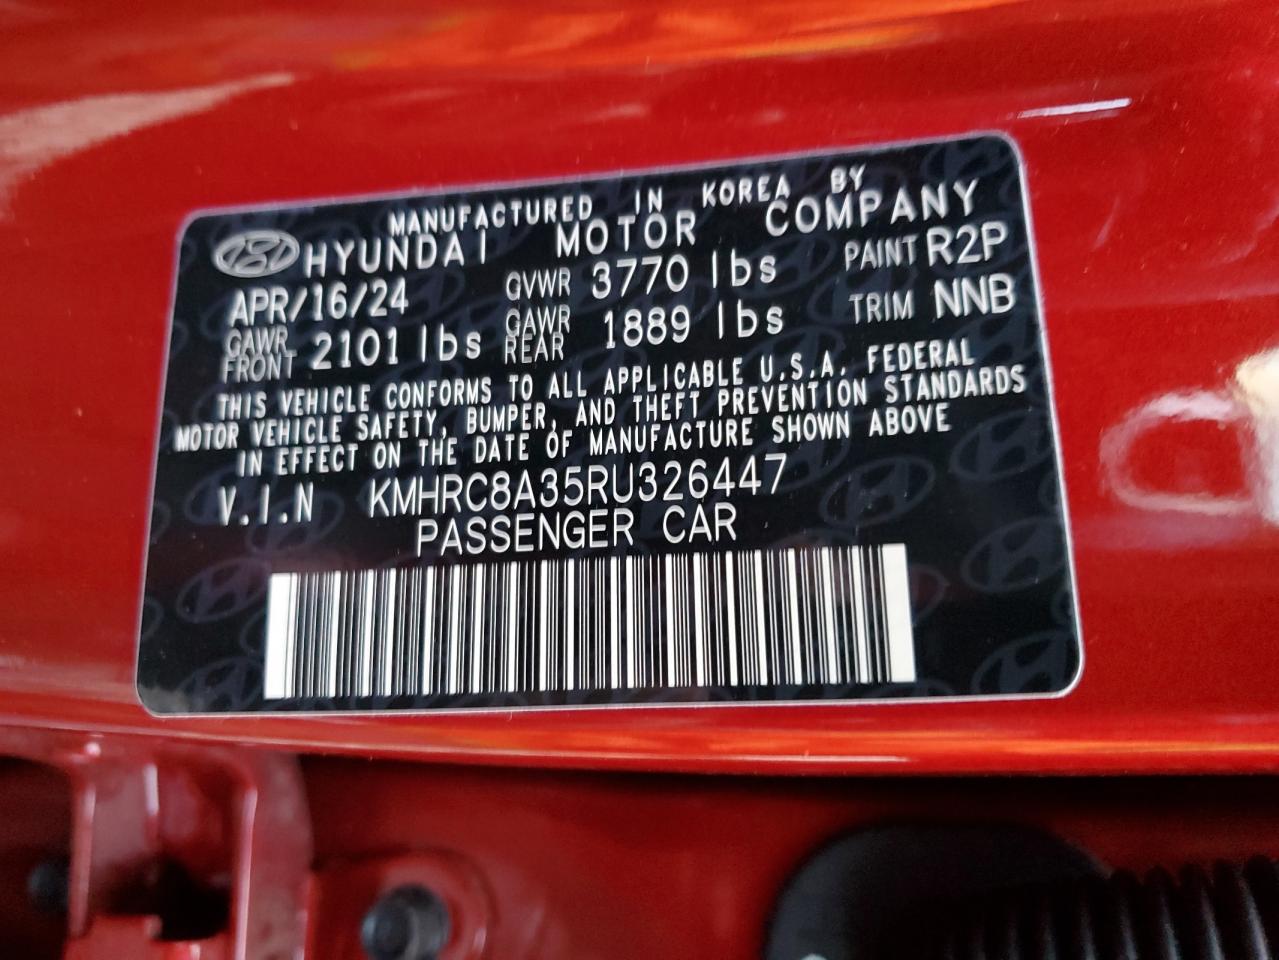 MANUFACTURED IN KOREA BY
HYUNDAI MOTOR COMPANY
APR/16/24 GVWR 3770 lbs PAINT R2P
GAWR FRONT 2101 lbs GAWR REAR 1889 lbs TRIM NNB
THIS VEHICLE CONFORMS TO ALL APPLICABLE U.S.A. FEDERAL
MOTOR VEHICLE SAFETY, BUMPER, AND THEFT PREVENTION STANDARDS
IN EFFECT ON THE DATE OF MANUFACTURE SHOWN ABOVE
V.I.N KMHRC8A35RU326447
PASSENGER CAR